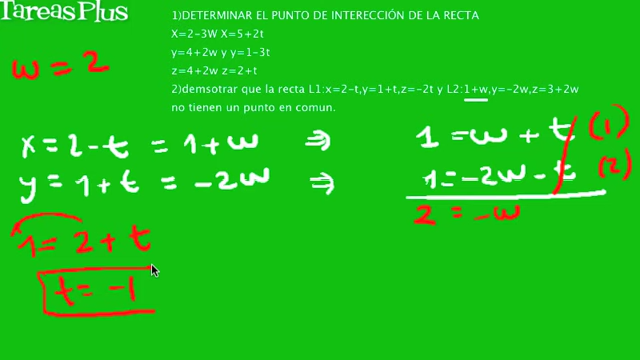 TareasPlus
1)DETERMINAR EL PUNTO DE INTERECCIÓN DE LA RECTA
X=2-3W X=5+2t
y=4+2w y y=1-3t
z=4+2w z=2+t
2)demsotrar que la recta L1:x=2-t,y=1+t,z=-2t y L2:1+w,y=-2w,z=3+2w
no tienen un punto en comun.
w = 2
x = 2-t = 1+w ⇒ 1 = w + t (1)
y = 1+t = -2w ⇒ 1 = -2w - t (2)
2 = -w
1 = 2 + t
t = -1